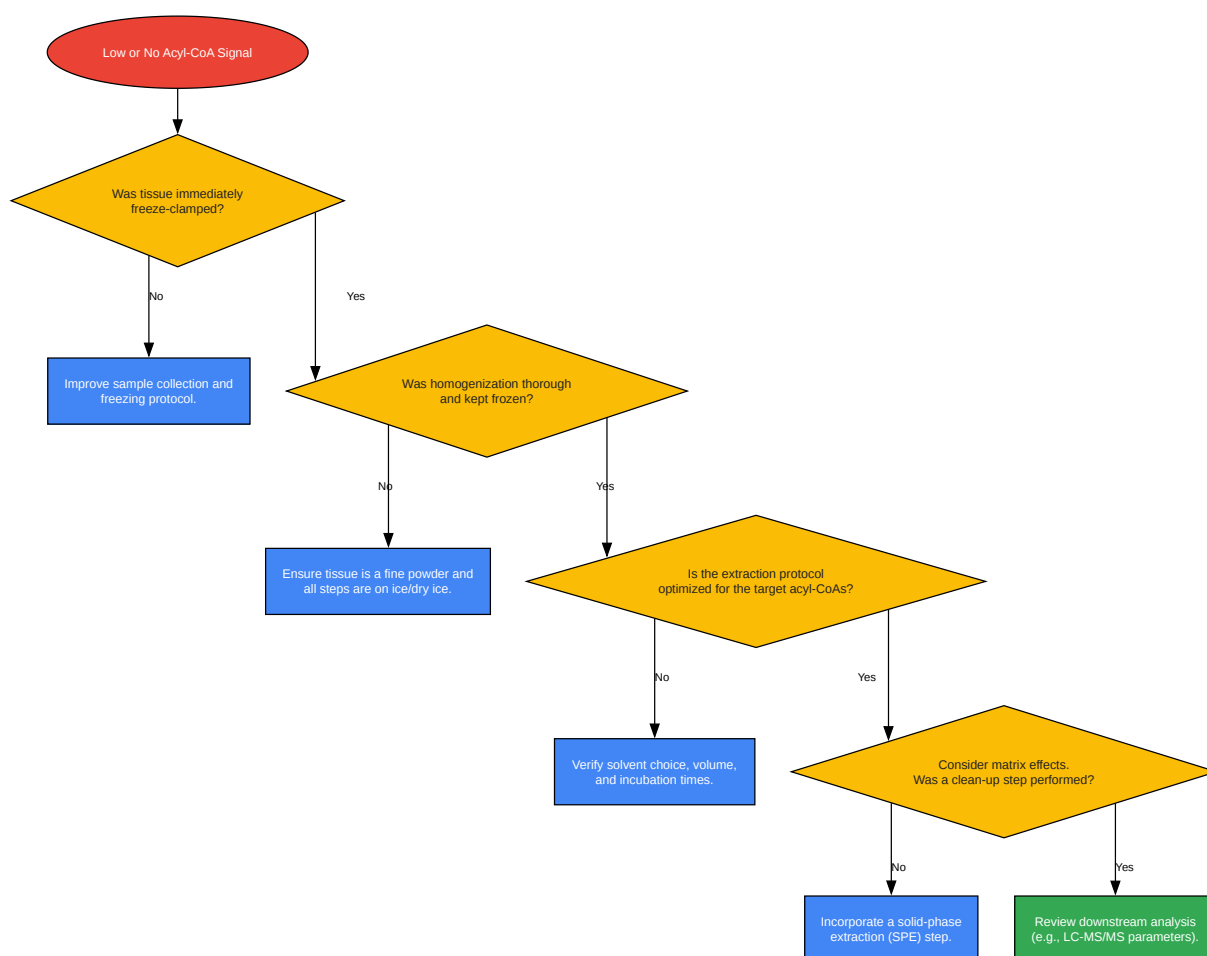 Low or No Acyl-CoA Signal
Was tissue immediately
freeze-clamped?
No
Yes
Improve sample collection and
freezing protocol.
Was homogenization thorough
and kept frozen?
No
Yes
Ensure tissue is a fine powder and
all steps are on ice/dry ice.
Is the extraction protocol
optimized for the target acyl-CoAs?
No
Yes
Verify solvent choice, volume,
and incubation times.
Consider matrix effects.
Was a clean-up step performed?
No
Yes
Incorporate a solid-phase
extraction (SPE) step.
Review downstream analysis
(e.g., LC-MS/MS parameters).